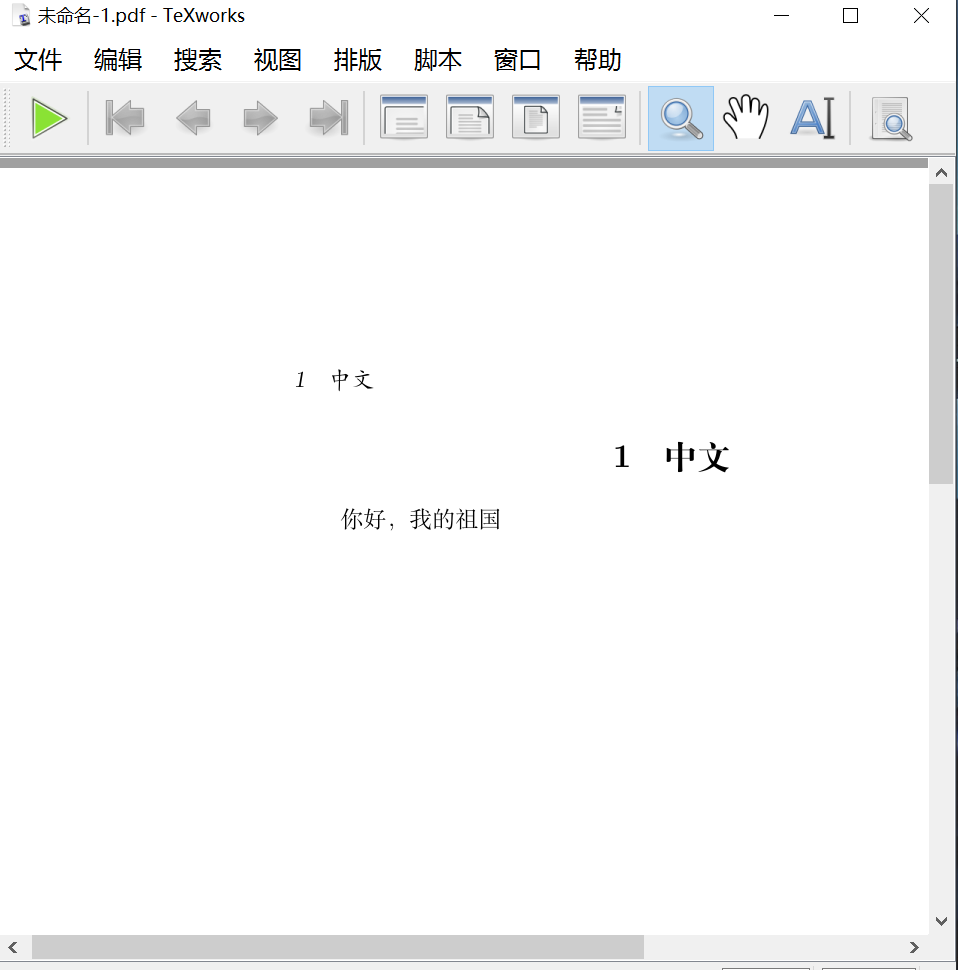 未命名-1.pdf - TeXworks
文件 编辑 搜索 视图 排版 脚本 窗口 帮助
1 中文
1 中文
你好，我的祖国